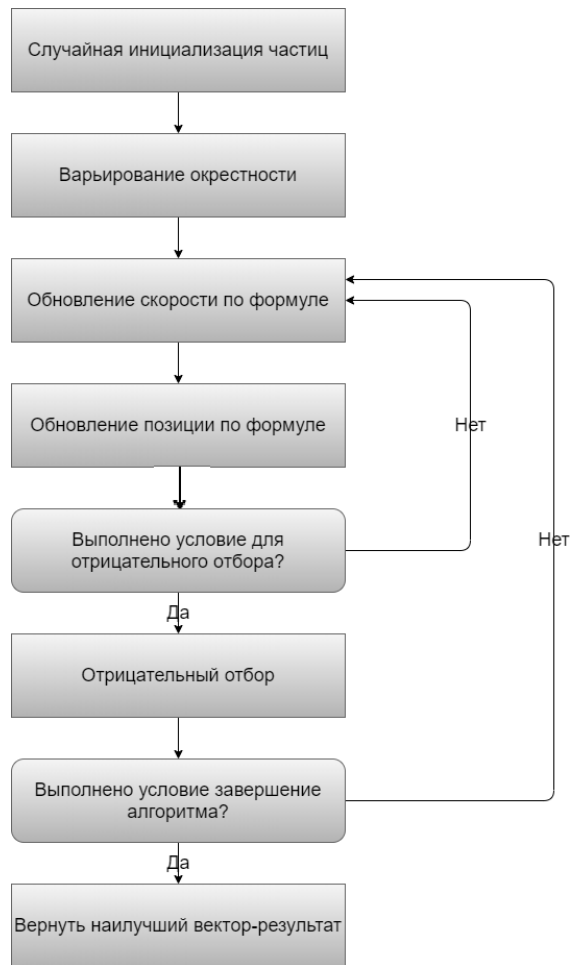 Случайная инициализация частиц
Варьирование окрестности
Обновление скорости по формуле
Обновление позиции по формуле
Нет
Выполнено условие для
отрицательного отбора?
Нет
Да
Отрицательный отбор
Выполнено условие завершение
алгоритма?
Да
Вернуть наилучший вектор-результат